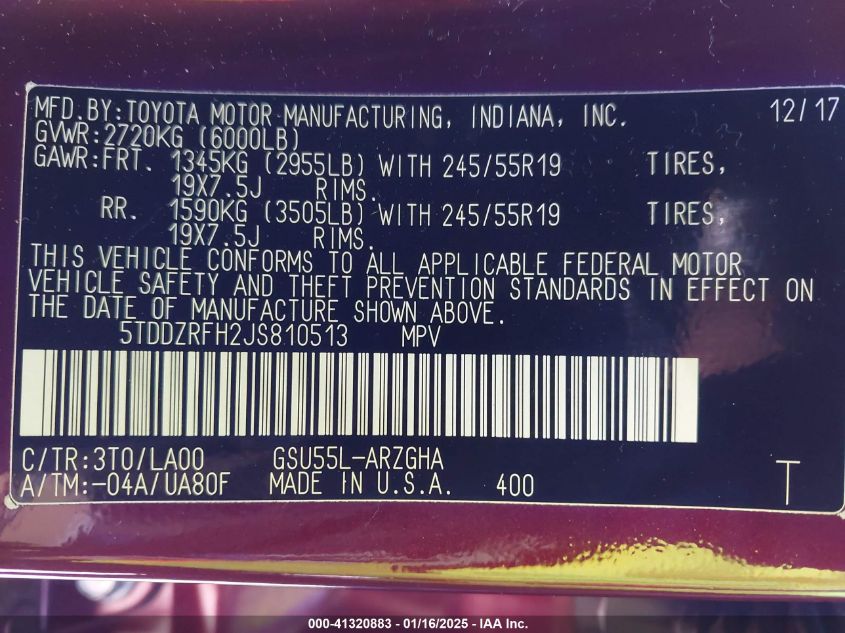 MFD.BY:TOYOTA MOTOR MANUFACTURING, INDIANA, INC. 12/17
GVWR:2720KG (6000LB)
GAWR:FRT. 1345KG (2955LB) WITH 245/55R19 TIRES,
19X7.5J RIMS.
RR. 1590KG (3505LB) WITH 245/55R19 TIRES,
19X7.5J RIMS.
THIS VEHICLE CONFORMS TO ALL APPLICABLE FEDERAL MOTOR
VEHICLE SAFETY AND THEFT PREVENTION STANDARDS IN EFFECT ON
THE DATE OF MANUFACTURE SHOWN ABOVE.
5TDDZRFH2JS810513 MPV
C/TR:3T0/LA00 GSU55L-ARZGHA
A/TM:-04A/UA80F MADE IN U.S.A. 400 T
000-41320883 - 01/16/2025 - IAA Inc.